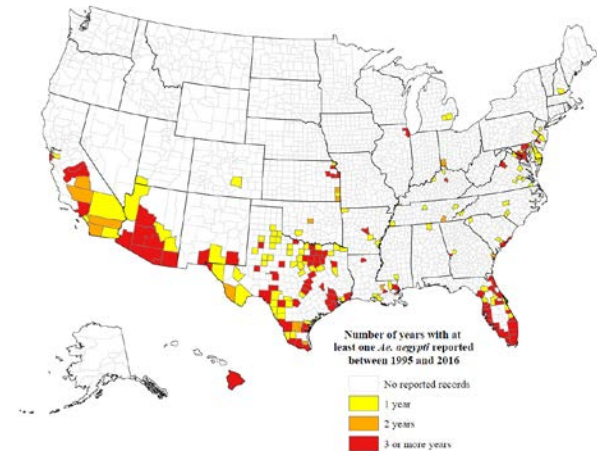 Number of years with at
least one Ae. aegypti reported
between 1995 and 2016
No reported records
1 year
2 years
3 or more years